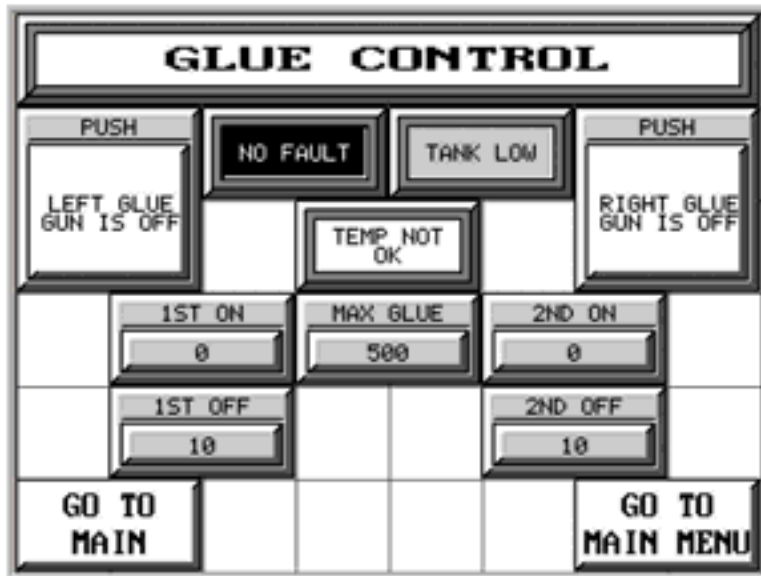 GLUE CONTROL
PUSH
LEFT GLUE
GUN IS OFF
NO FAULT
TANK LOW
PUSH
RIGHT GLUE
GUN IS OFF
TEMP NOT
OK
1ST ON
0
MAX GLUE
500
2ND ON
0
1ST OFF
10
2ND OFF
10
GO TO
MAIN
GO TO
MAIN MENU